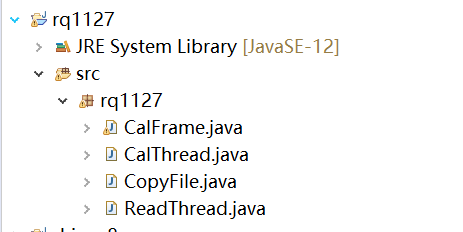 rq1127
JRE System Library [JavaSE-12]
src
rq1127
CalFrame.java
CalThread.java
CopyFile.java
ReadThread.java